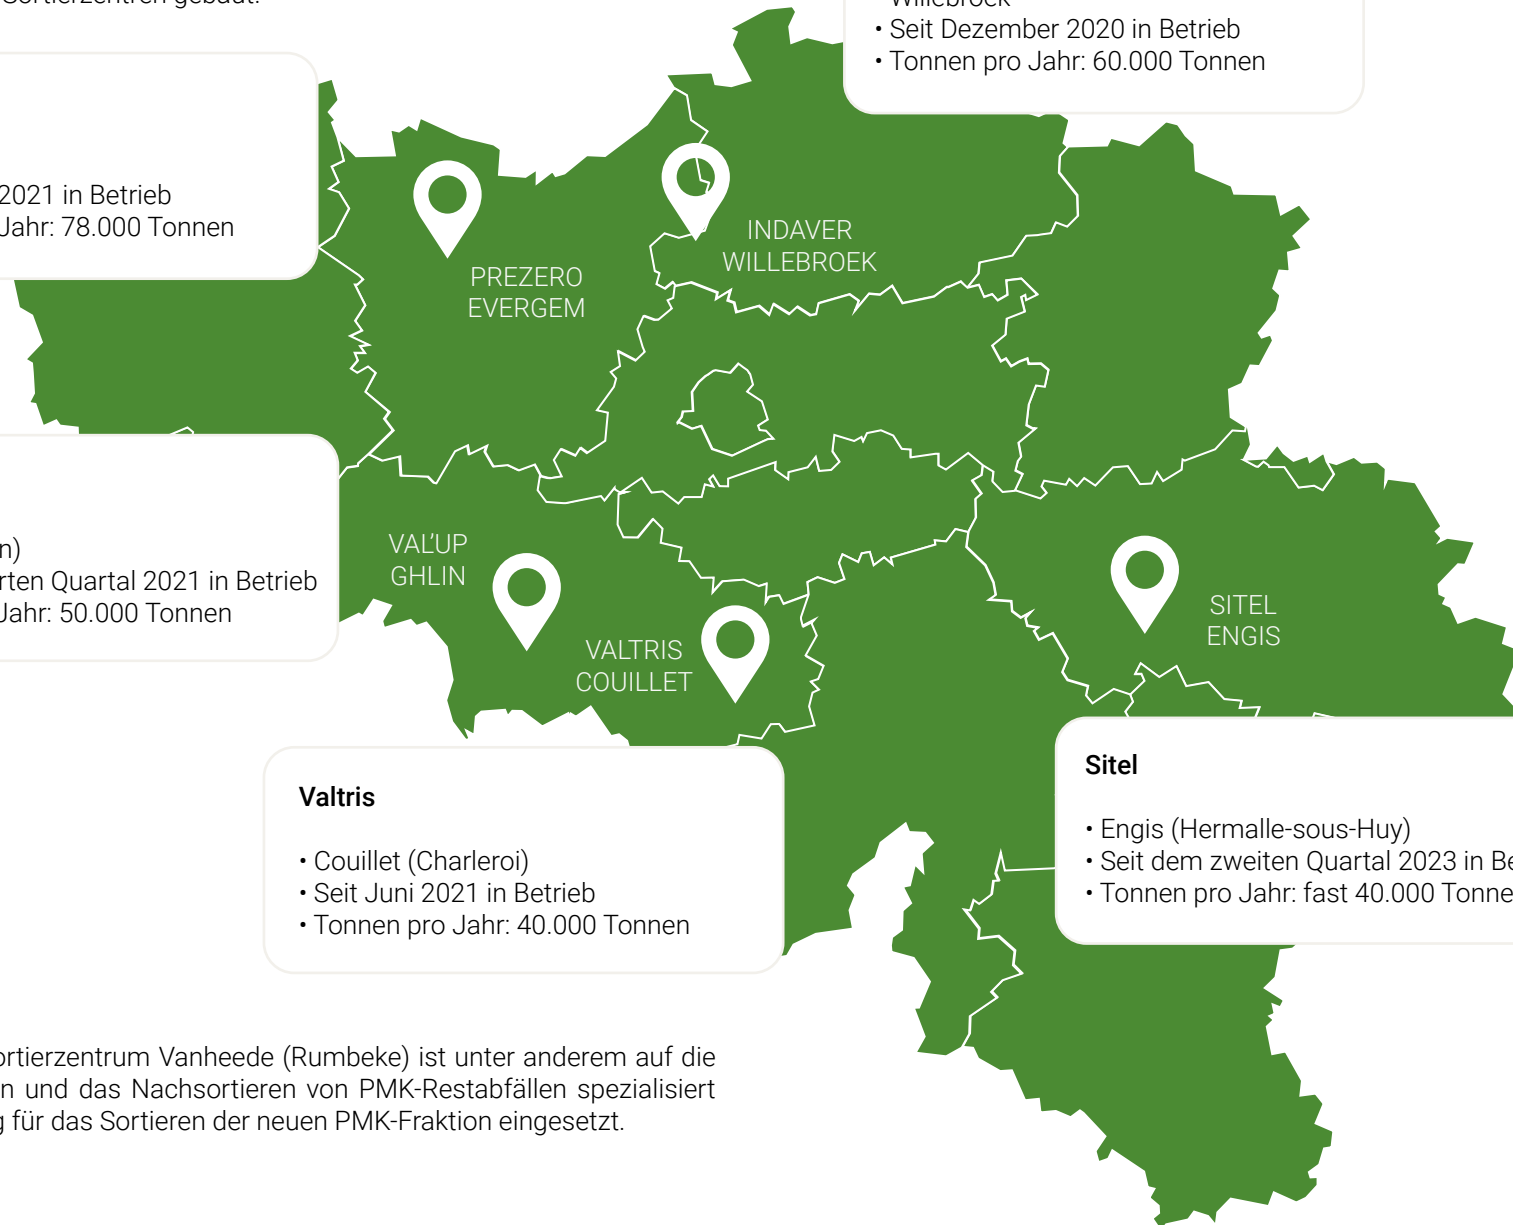 Sortierzentren gebaut.
Willebroek
• Seit Dezember 2020 in Betrieb
• Tonnen pro Jahr: 60.000 Tonnen
2021 in Betrieb
Jahr: 78.000 Tonnen
INDAVER
WILLEBROEK
PREZERO
EVERGEM
Quartal 2021 in Betrieb
Jahr: 50.000 Tonnen
VAL'UP
GHLIN
VALTRIS
COUILLET
SITEL
ENGIS
Valtris
• Couillet (Charleroi)
• Seit Juni 2021 in Betrieb
• Tonnen pro Jahr: 40.000 Tonnen
Sitel
• Engis (Hermalle-sous-Huy)
• Seit dem zweiten Quartal 2023 in
• Tonnen pro Jahr: fast 40.000
Vanheede (Rumbeke) ist unter anderem auf die
und das Nachsortieren von PMK-Restabfällen spezialisiert
für das Sortieren der neuen PMK-Fraktion eingesetzt.